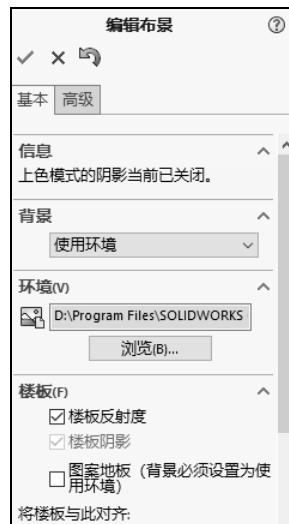 编辑布景
基本 高级
信息
上色模式的阴影当前已关闭。
背景
使用环境
环境(V)
D:\Program Files\SOLIDWORKS
浏览(B)...
楼板(F)
楼板反射度
楼板阴影
图案地板（背景必须设置为使
用环境）
将楼板与此对齐: